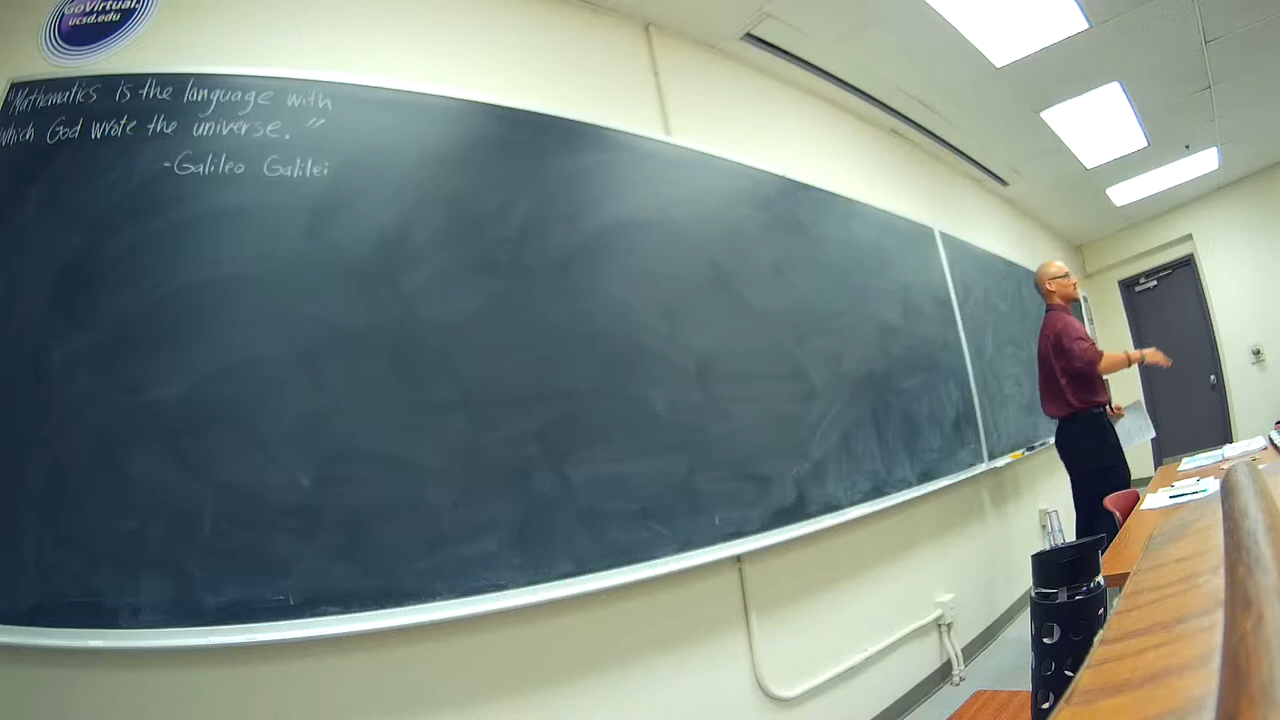 GoVirtual.
ucsd.edu
"Mathematics is the language with
which God wrote the universe."
-Galileo Galilei